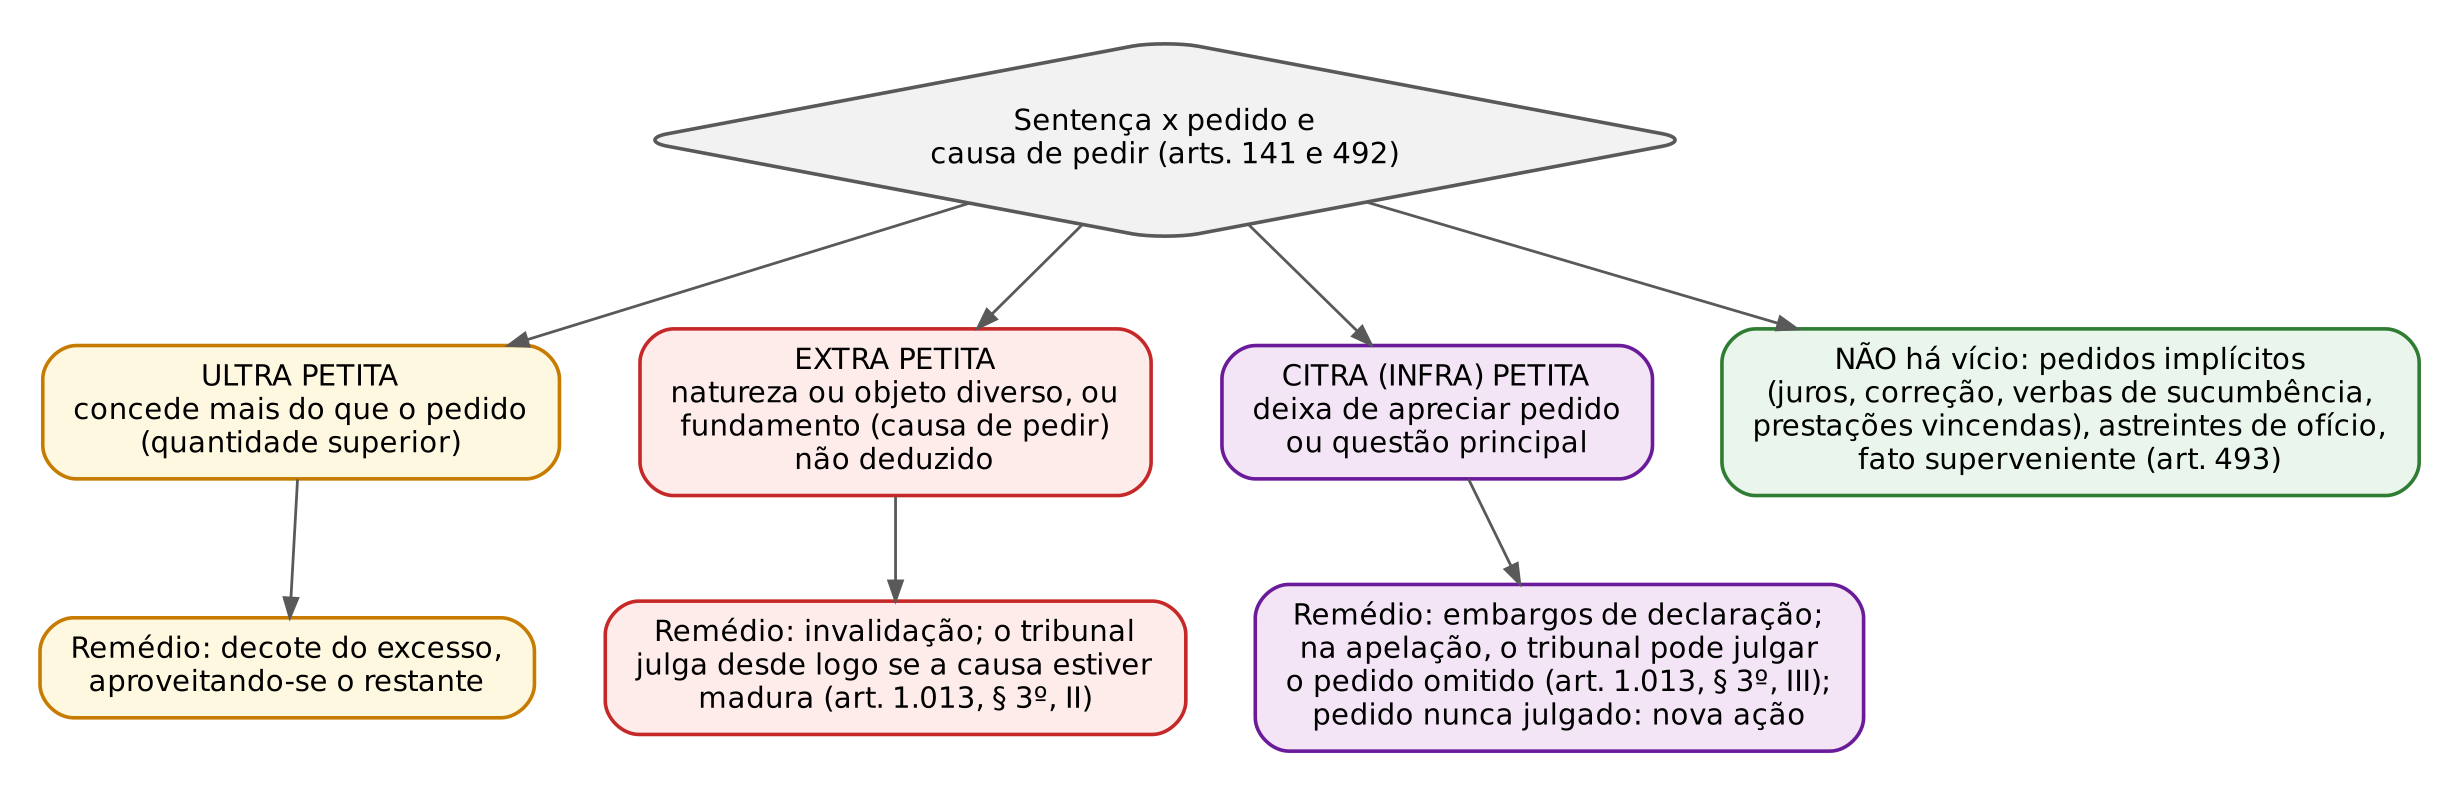 Sentença x pedido e
causa de pedir (arts. 141 e 492)
ULTRA PETITA
concede mais do que o pedido
(quantidade superior)
EXTRA PETITA
natureza ou objeto diverso, ou
fundamento (causa de pedir)
não deduzido
CITRA (INFRA) PETITA
deixa de apreciar pedido
ou questão principal
NÃO há vício: pedidos implícitos
(juros, correção, verbas de sucumbência,
prestações vincendas), astreintes de ofício,
fato superveniente (art. 493)
Remédio: decote do excesso,
aproveitando-se o restante
Remédio: invalidação; o tribunal
julga desde logo se a causa estiver
madura (art. 1.013, § 3º, II)
Remédio: embargos de declaração;
na apelação, o tribunal pode julgar
o pedido omitido (art. 1.013, § 3º, III);
pedido nunca julgado: nova ação